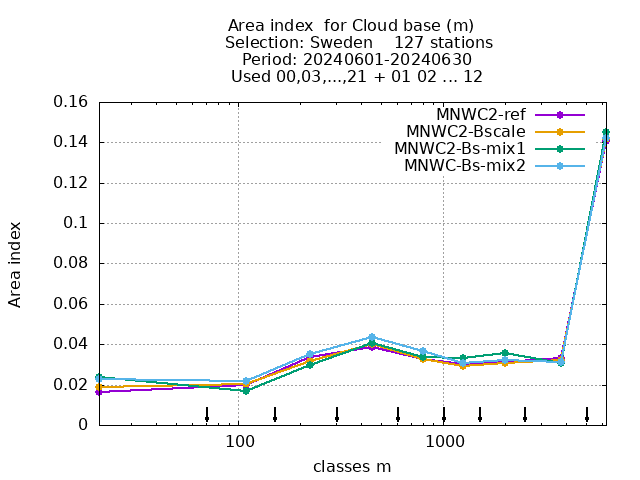 Area index  for Cloud base (m)
Selection: Sweden    127 stations
Period: 20240601-20240630
Used 00,03,...,21 + 01 02 ... 12
MNWC2-ref
MNWC2-Bscale
MNWC2-Bs-mix1
MNWC-Bs-mix2
0.16
0.14
0.12
0.1
0.08
0.06
0.04
0.02
0
Area index
100 1000
classes m